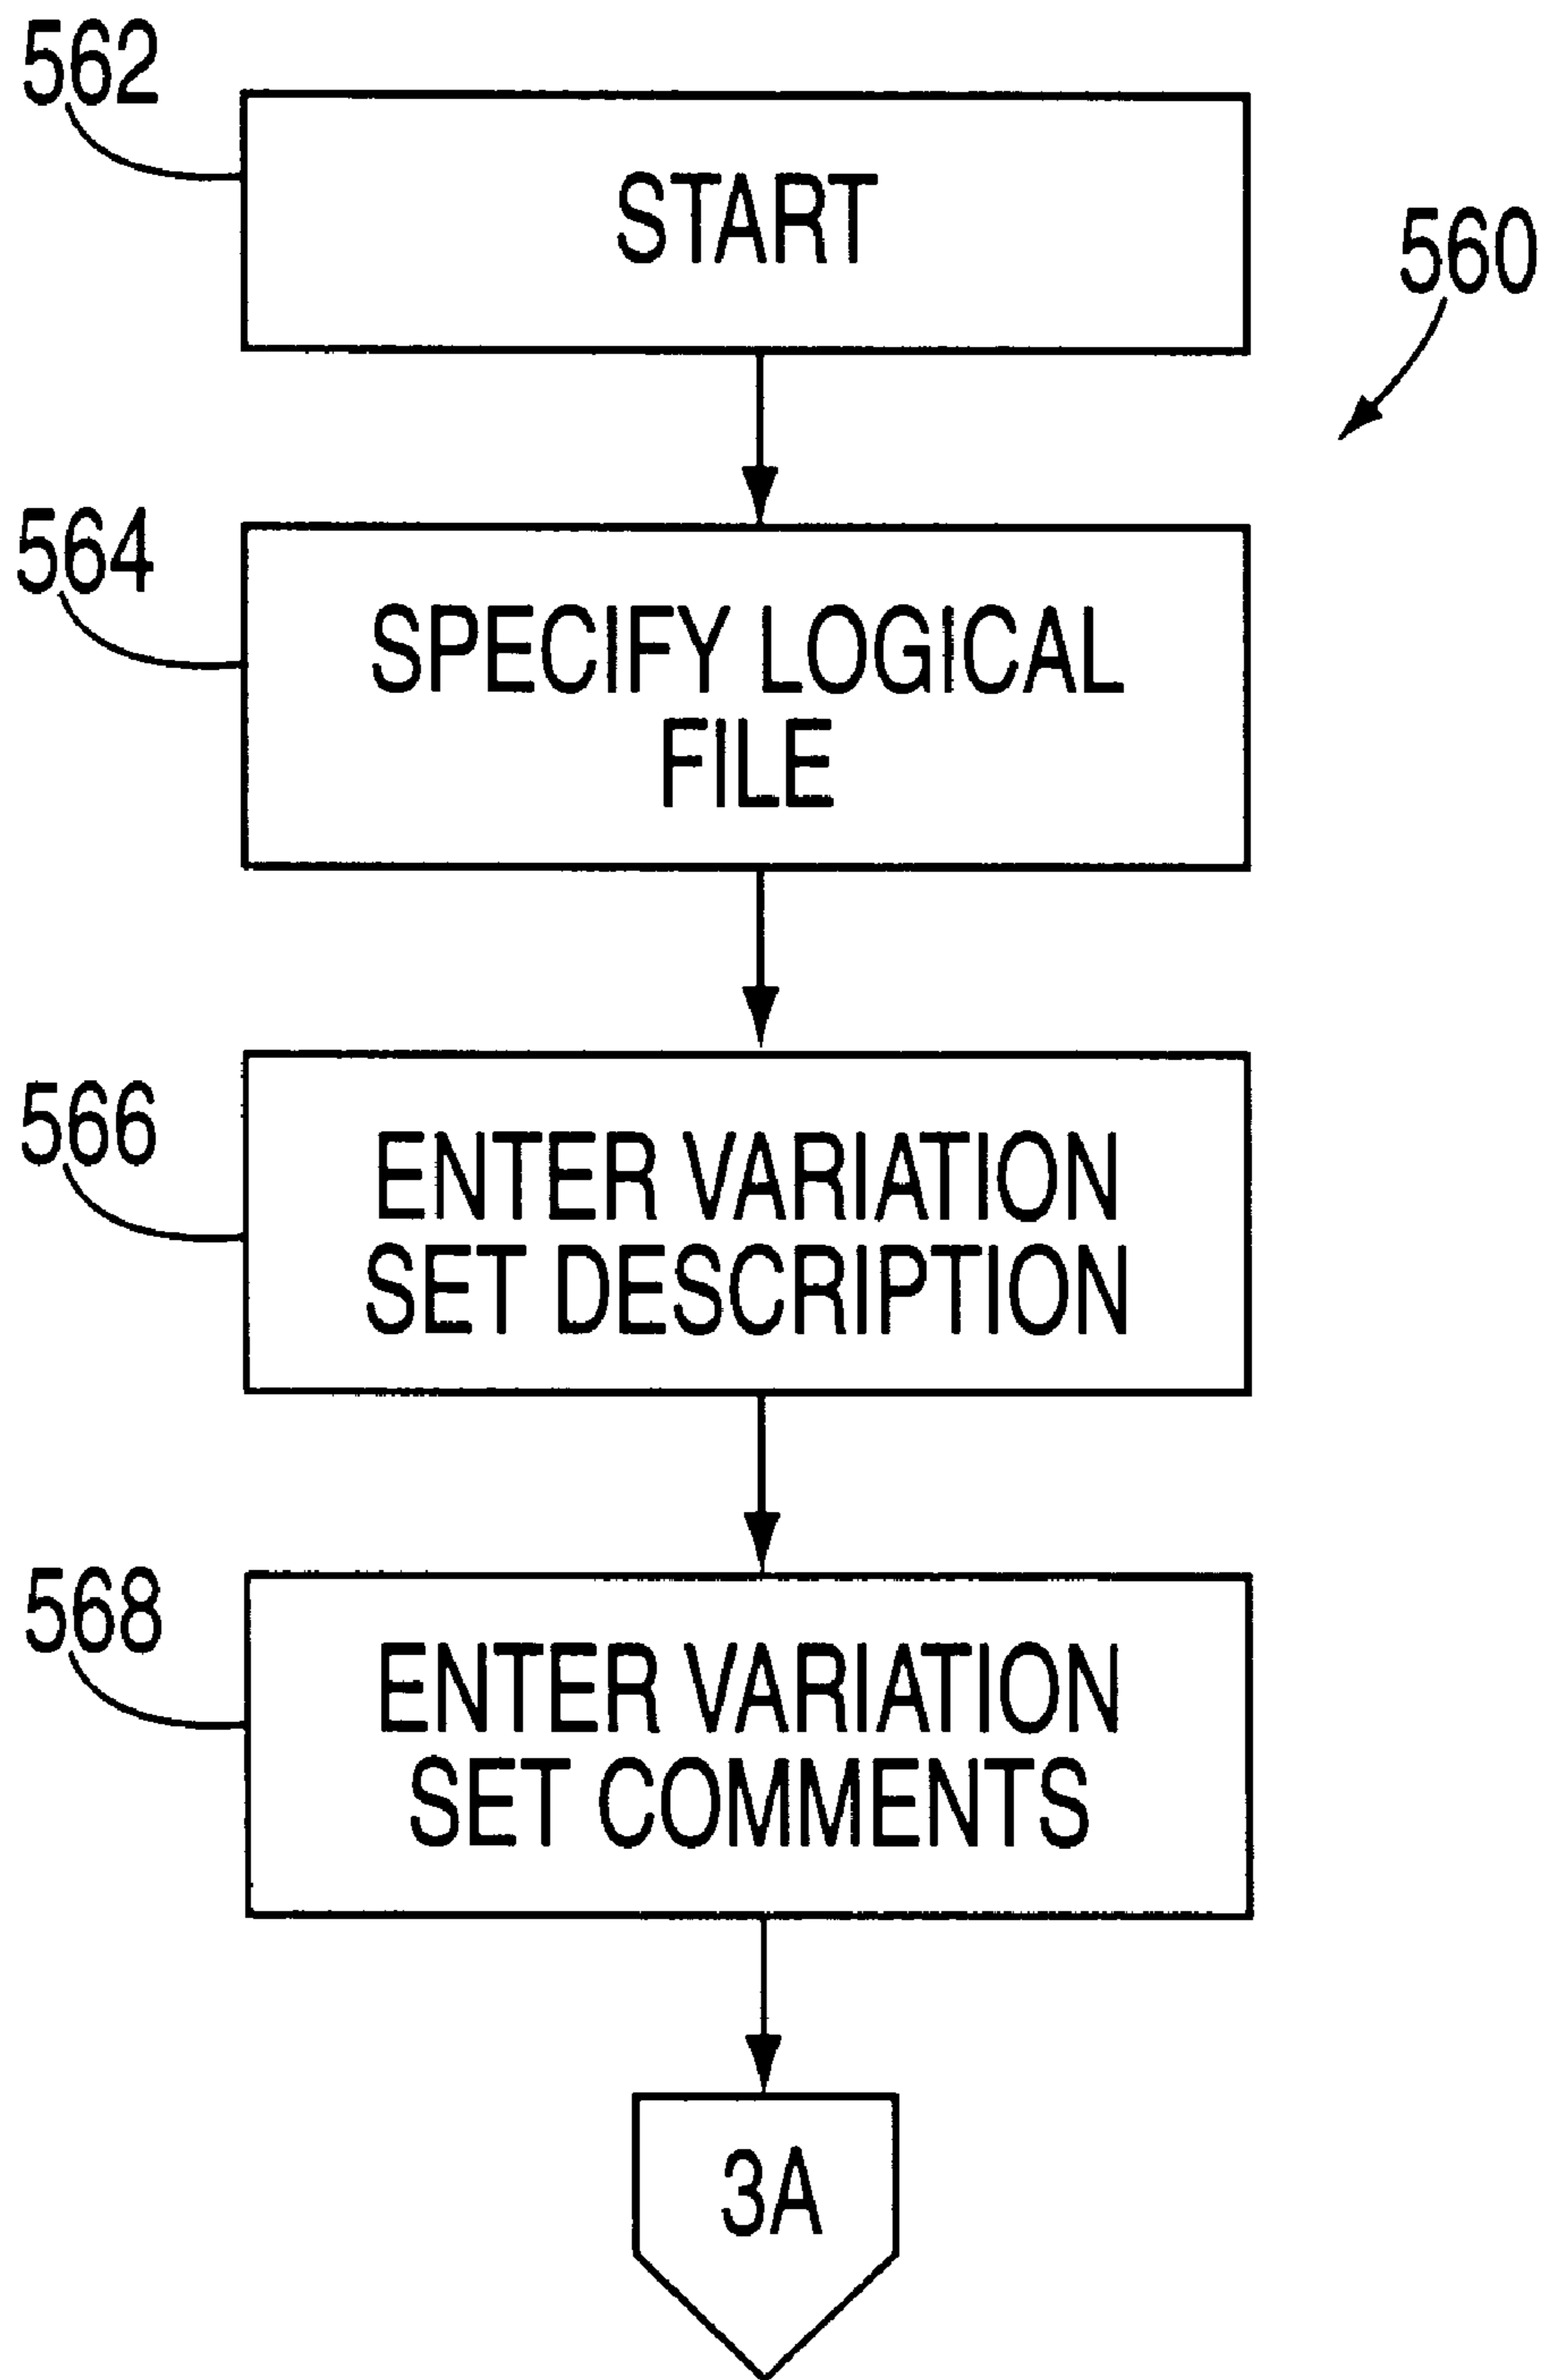 562
START
560
564
SPECIFY LOGICAL
FILE
566
ENTER VARIATION
SET DESCRIPTION
568
ENTER VARIATION
SET COMMENTS
3A